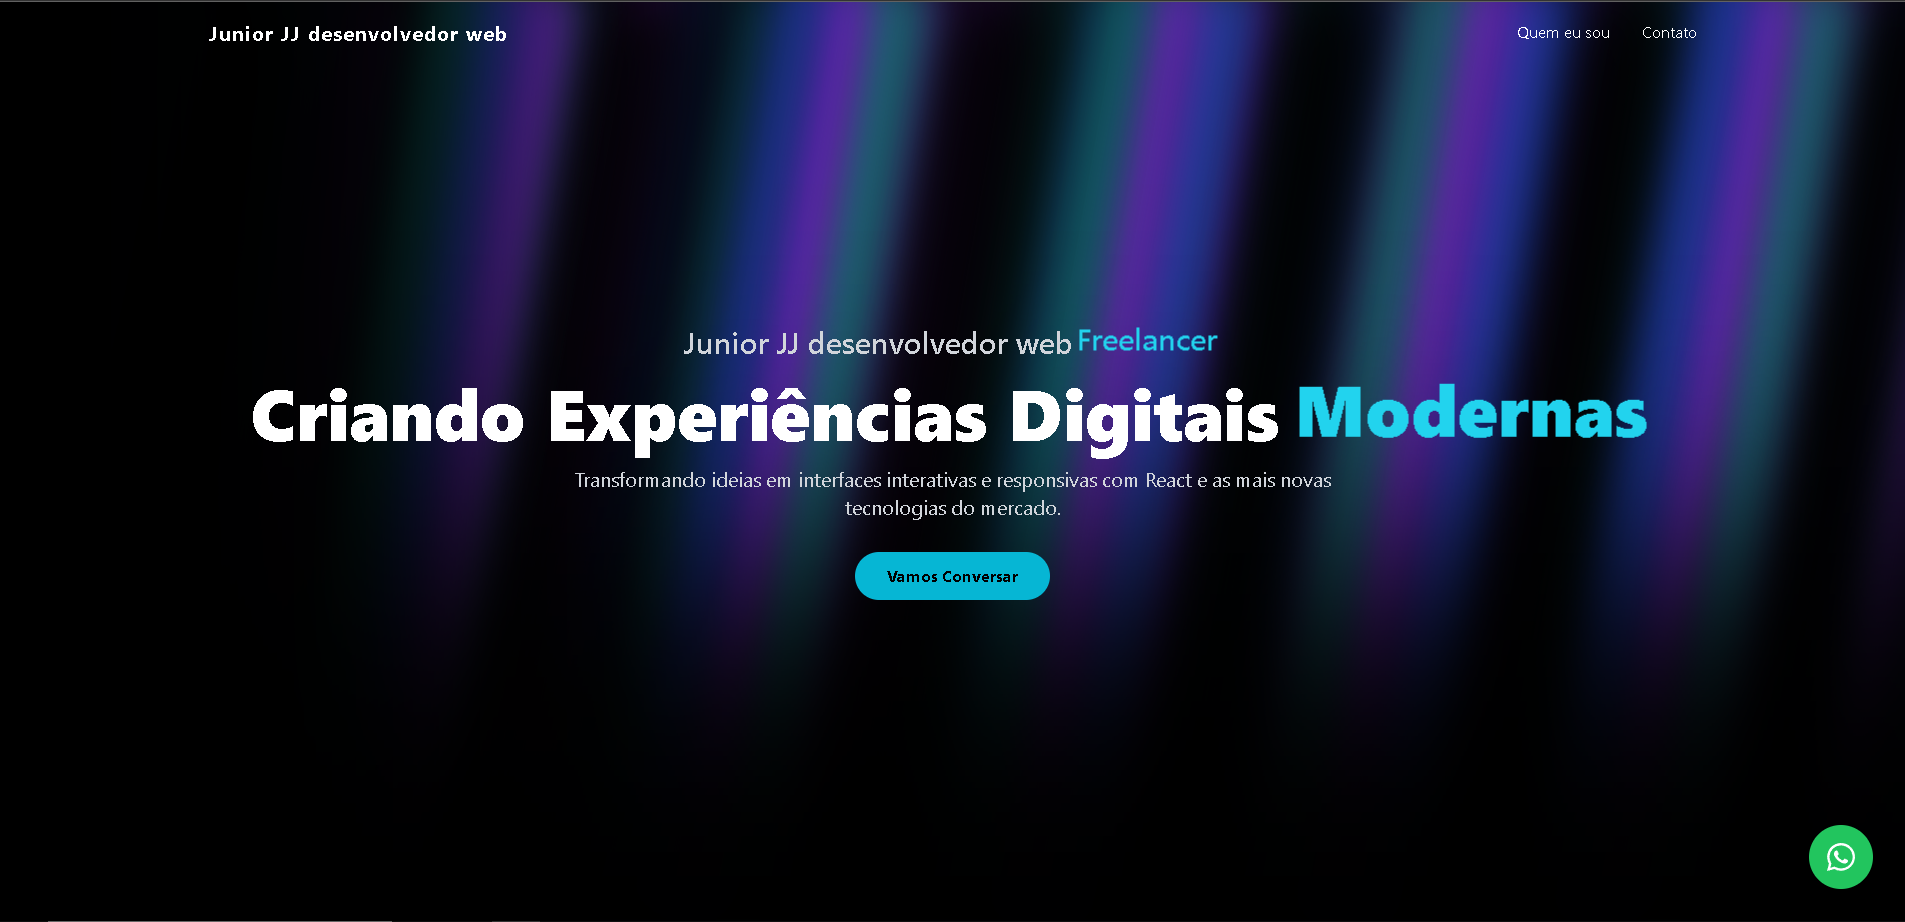 Junior JJ desenvolvedor web
Quem eu sou
Contato
Junior JJ desenvolvedor web Freelancer
Criando Experiências Digitais Modernas
Transformando ideias em interfaces interativas e responsivas com React e as mais novas
tecnologias do mercado.
Vamos Conversar